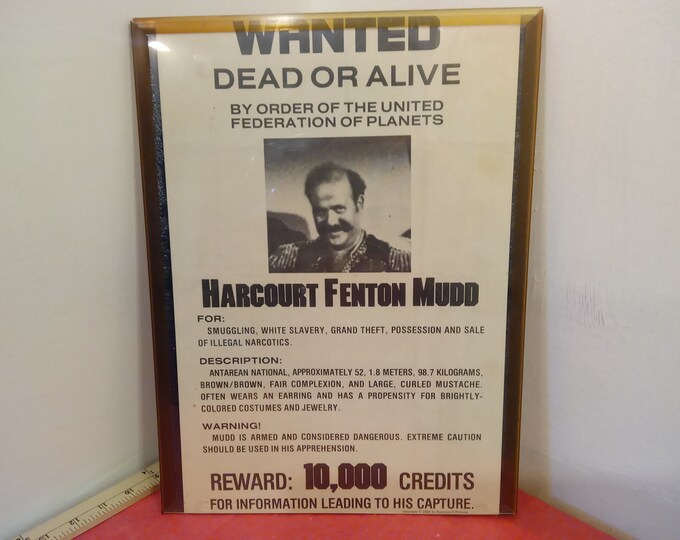 WANTED
DEAD OR ALIVE
BY ORDER OF THE UNITED
FEDERATION OF PLANETS
HARCOURT FENTON MUDD
FOR:
SMUGGLING, WHITE SLAVERY, GRAND THEFT, POSSESSION AND SALE
OF ILLEGAL NARCOTICS.
DESCRIPTION:
ANTAREAN NATIONAL, APPROXIMATELY 52, 1.8 METERS, 98.7 KILOGRAMS,
BROWN/BROWN, FAIR COMPLEXION, AND LARGE, CURLED MUSTACHE.
OFTEN WEARS AN EARRING AND HAS A PROPENSITY FOR BRIGHTLY-
COLORED COSTUMES AND JEWELRY.
WARNING!
MUDD IS ARMED AND CONSIDERED DANGEROUS. EXTREME CAUTION
SHOULD BE USED IN HIS APPREHENSION.
REWARD: 10,000 CREDITS
FOR INFORMATION LEADING TO HIS CAPTURE.